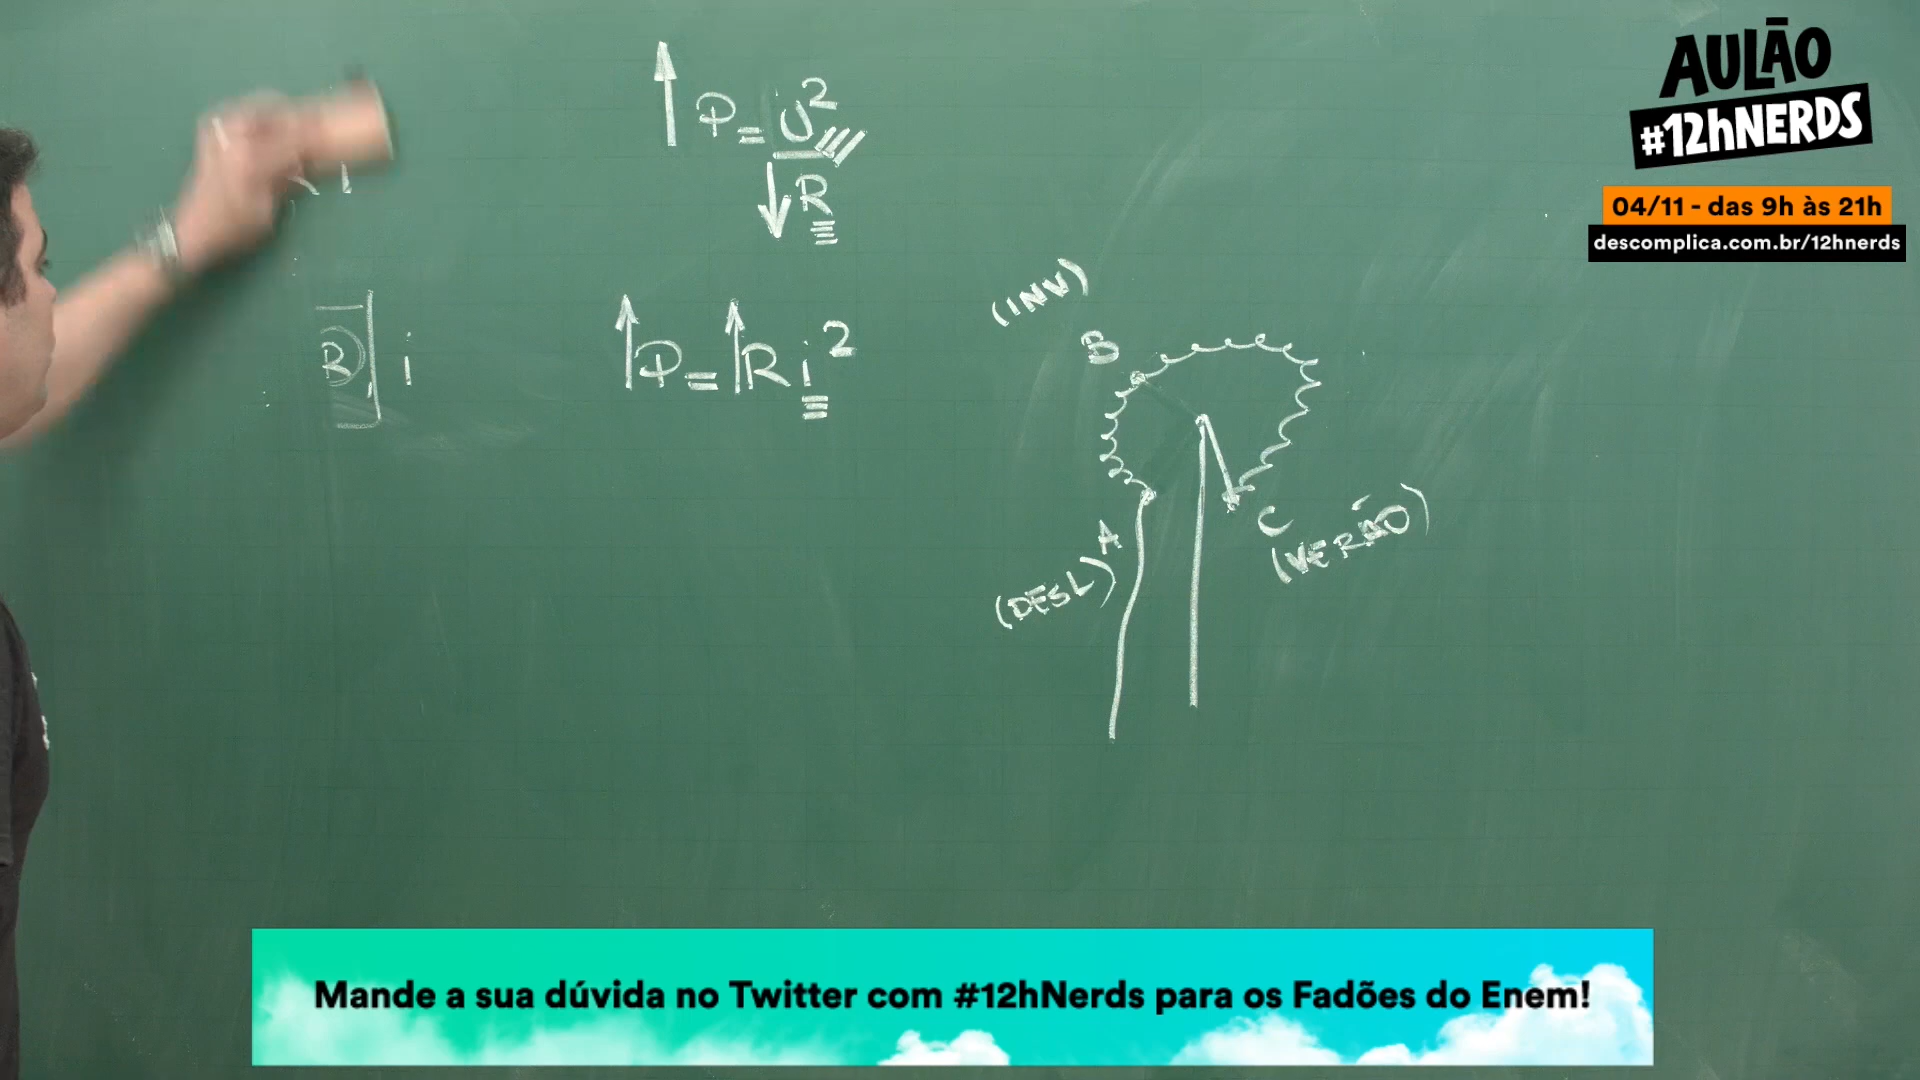 AULÃO
#12hNERDS
04/11 - das 9h às 21h
descomplica.com.br/12hnerds
P = U²
R
R i
P = R i²
(INV)
B
A
(DESL)
C
(VERÃO)
Mande a sua dúvida no Twitter com #12hNerds para os Fadões do Enem!